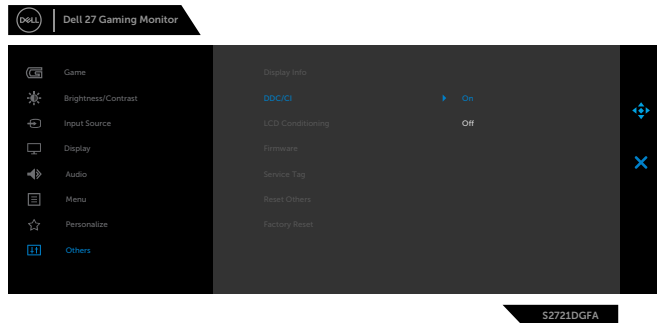 DELL
Dell 27 Gaming Monitor
Game
Display Info
Brightness/Contrast
DDC/CI
On
Input Source
LCD Conditioning
Off
Display
Firmware
Audio
Service Tag
Menu
Reset Others
Personalize
Factory Reset
Others
S2721DGFA